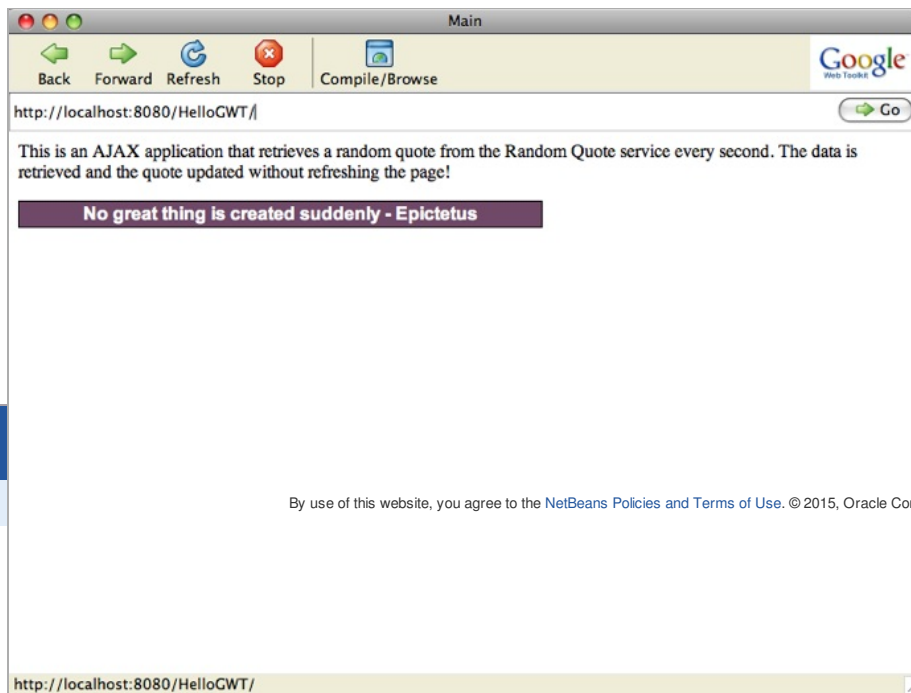 Main
Back Forward Refresh Stop Compile/Browse
Google
Web Toolkit
http://localhost:8080/HelloGWT/
Go
This is an AJAX application that retrieves a random quote from the Random Quote service every second. The data is
retrieved and the quote updated without refreshing the page!
No great thing is created suddenly - Epictetus
By use of this website, you agree to the NetBeans Policies and Terms of Use. © 2015, Oracle
http://localhost:8080/HelloGWT/